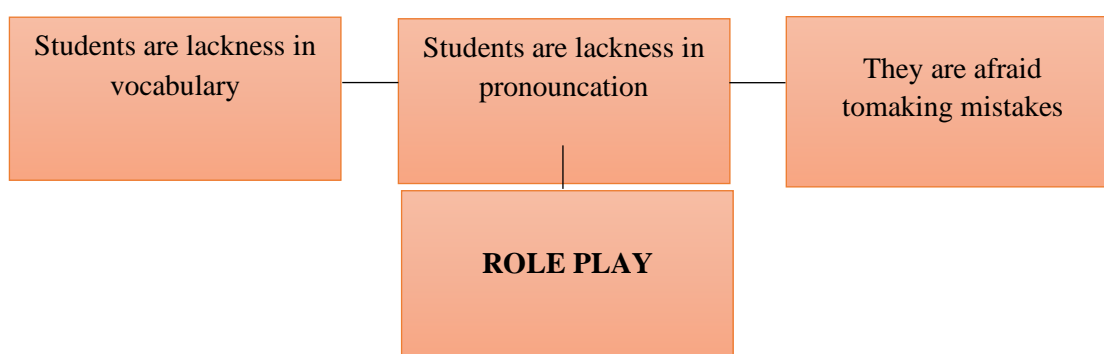 Students are lackness in
vocabulary
Students are lackness in
pronouncation
They are afraid
tomaking mistakes
ROLE PLAY